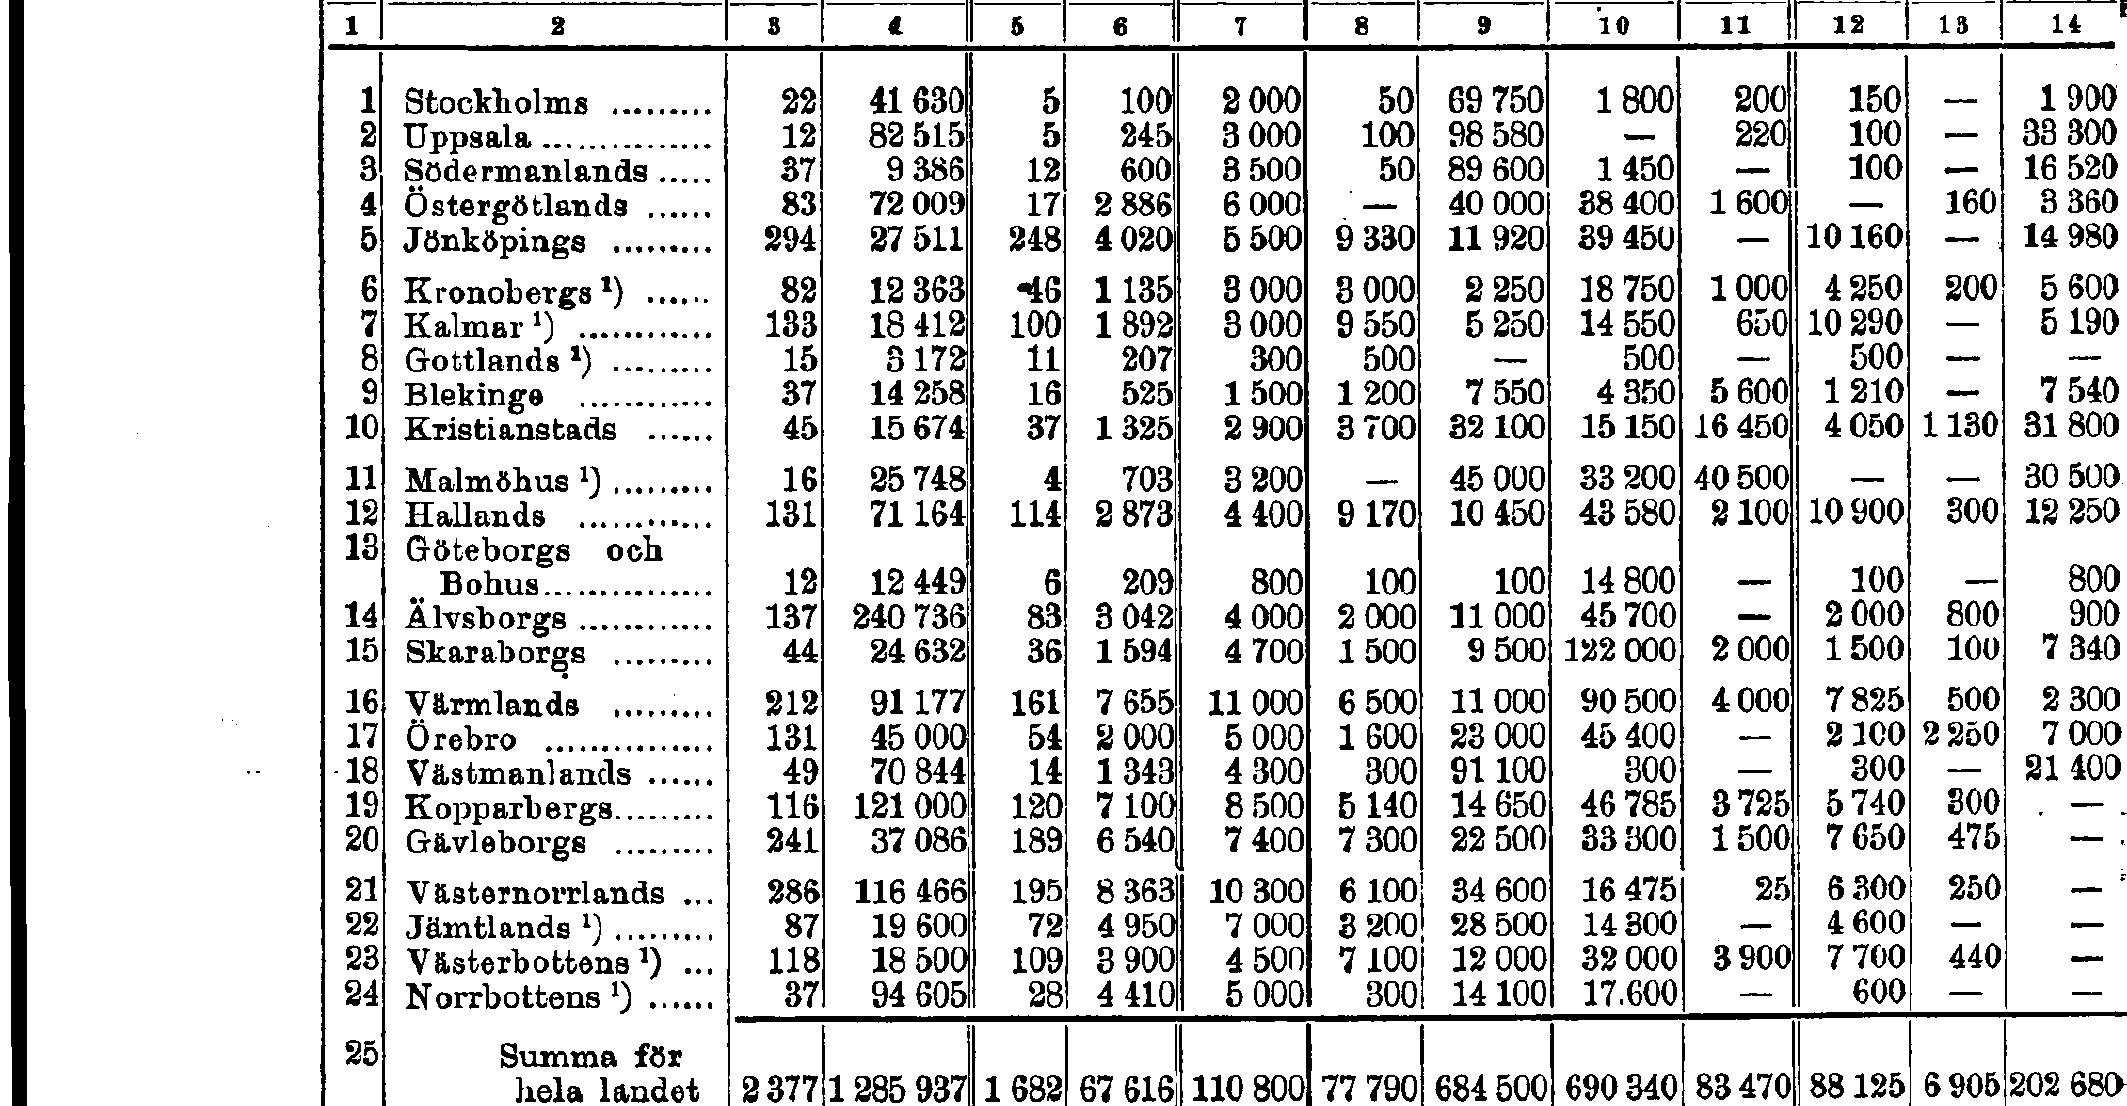 1 2 3 4 5 6 7 8 9 10 11 12 13 14
1 Stockholms ......... 22 41 630 5 100 2 000 50 69 750 1 800 200 150 — 1 900
2 Uppsala ............... 12 82 515 5 245 3 000 100 98 580 — 220 100 — 33 300
3 Södermanlands ..... 37 9 386 12 600 3 500 50 89 600 1 450 — 100 — 16 520
4 Östergötlands ...... 83 72 009 17 2 886 6 000 — 40 000 38 400 1 600 — 160 3 360
5 Jönköpings ......... 294 27 511 248 4 020 5 500 9 330 11 920 39 450 — 10 160 — 14 980
6 Kronobergs ¹) ...... 82 12 363 46 1 135 3 000 3 000 2 250 18 750 1 000 4 250 200 5 600
7 Kalmar ¹) ............ 133 18 412 100 1 892 3 000 9 550 5 250 14 550 650 10 290 — 5 190
8 Gottlands ¹) ......... 15 3 172 11 207 300 500 — 500 — 500 — —
9 Blekinge ............ 37 14 258 16 525 1 500 1 200 7 550 4 350 5 600 1 210 — 7 540
10 Kristianstads ...... 45 15 674 37 1 325 2 900 3 700 32 100 15 150 16 450 4 050 1 130 31 800
11 Malmöhus ¹) ......... 16 25 748 4 703 3 200 — 45 000 33 200 40 500 — — 30 500
12 Hallands ............ 131 71 164 114 2 873 4 400 9 170 10 450 43 580 2 100 10 900 300 12 250
13 Göteborgs och
Bohus ............... 12 12 449 6 209 800 100 100 14 800 — 100 — 800
14 Älvsborgs ............ 137 240 736 83 3 042 4 000 2 000 11 000 45 700 — 2 000 800 900
15 Skaraborgs ......... 44 24 632 36 1 594 4 700 1 500 9 500 122 000 2 000 1 500 100 7 340
16 Värmlands ......... 212 91 177 161 7 655 11 000 6 500 11 000 90 500 4 000 7 825 500 2 300
17 Örebro ............... 131 45 000 54 2 000 5 000 1 600 23 000 45 400 — 2 100 2 250 7 000
18 Västmanlands ...... 49 70 844 14 1 343 4 300 300 91 100 300 — 300 — 21 400
19 Kopparbergs ......... 116 121 000 120 7 100 8 500 5 140 14 650 46 785 3 725 5 740 300 —
20 Gävleborgs ......... 241 37 086 189 6 540 7 400 7 300 22 500 33 300 1 500 7 650 475 —
21 Västernorrlands ... 286 116 466 195 8 363 10 300 6 100 34 600 16 475 25 6 300 250 —
22 Jämtlands ¹) ......... 87 19 600 72 4 950 7 000 3 200 28 500 14 300 — 4 600 — —
23 Västerbottens ¹) ... 118 18 500 109 3 900 4 500 7 100 12 000 32 000 3 900 7 700 440 —
24 Norrbottens ¹) ...... 37 94 605 28 4 410 5 000 300 14 100 17.600 — 600 — —
25 Summa för
hela landet 2 377 1 285 937 1 682 67 616 110 800 77 790 684 500 690 340 83 470 88 125 6 905 202 680